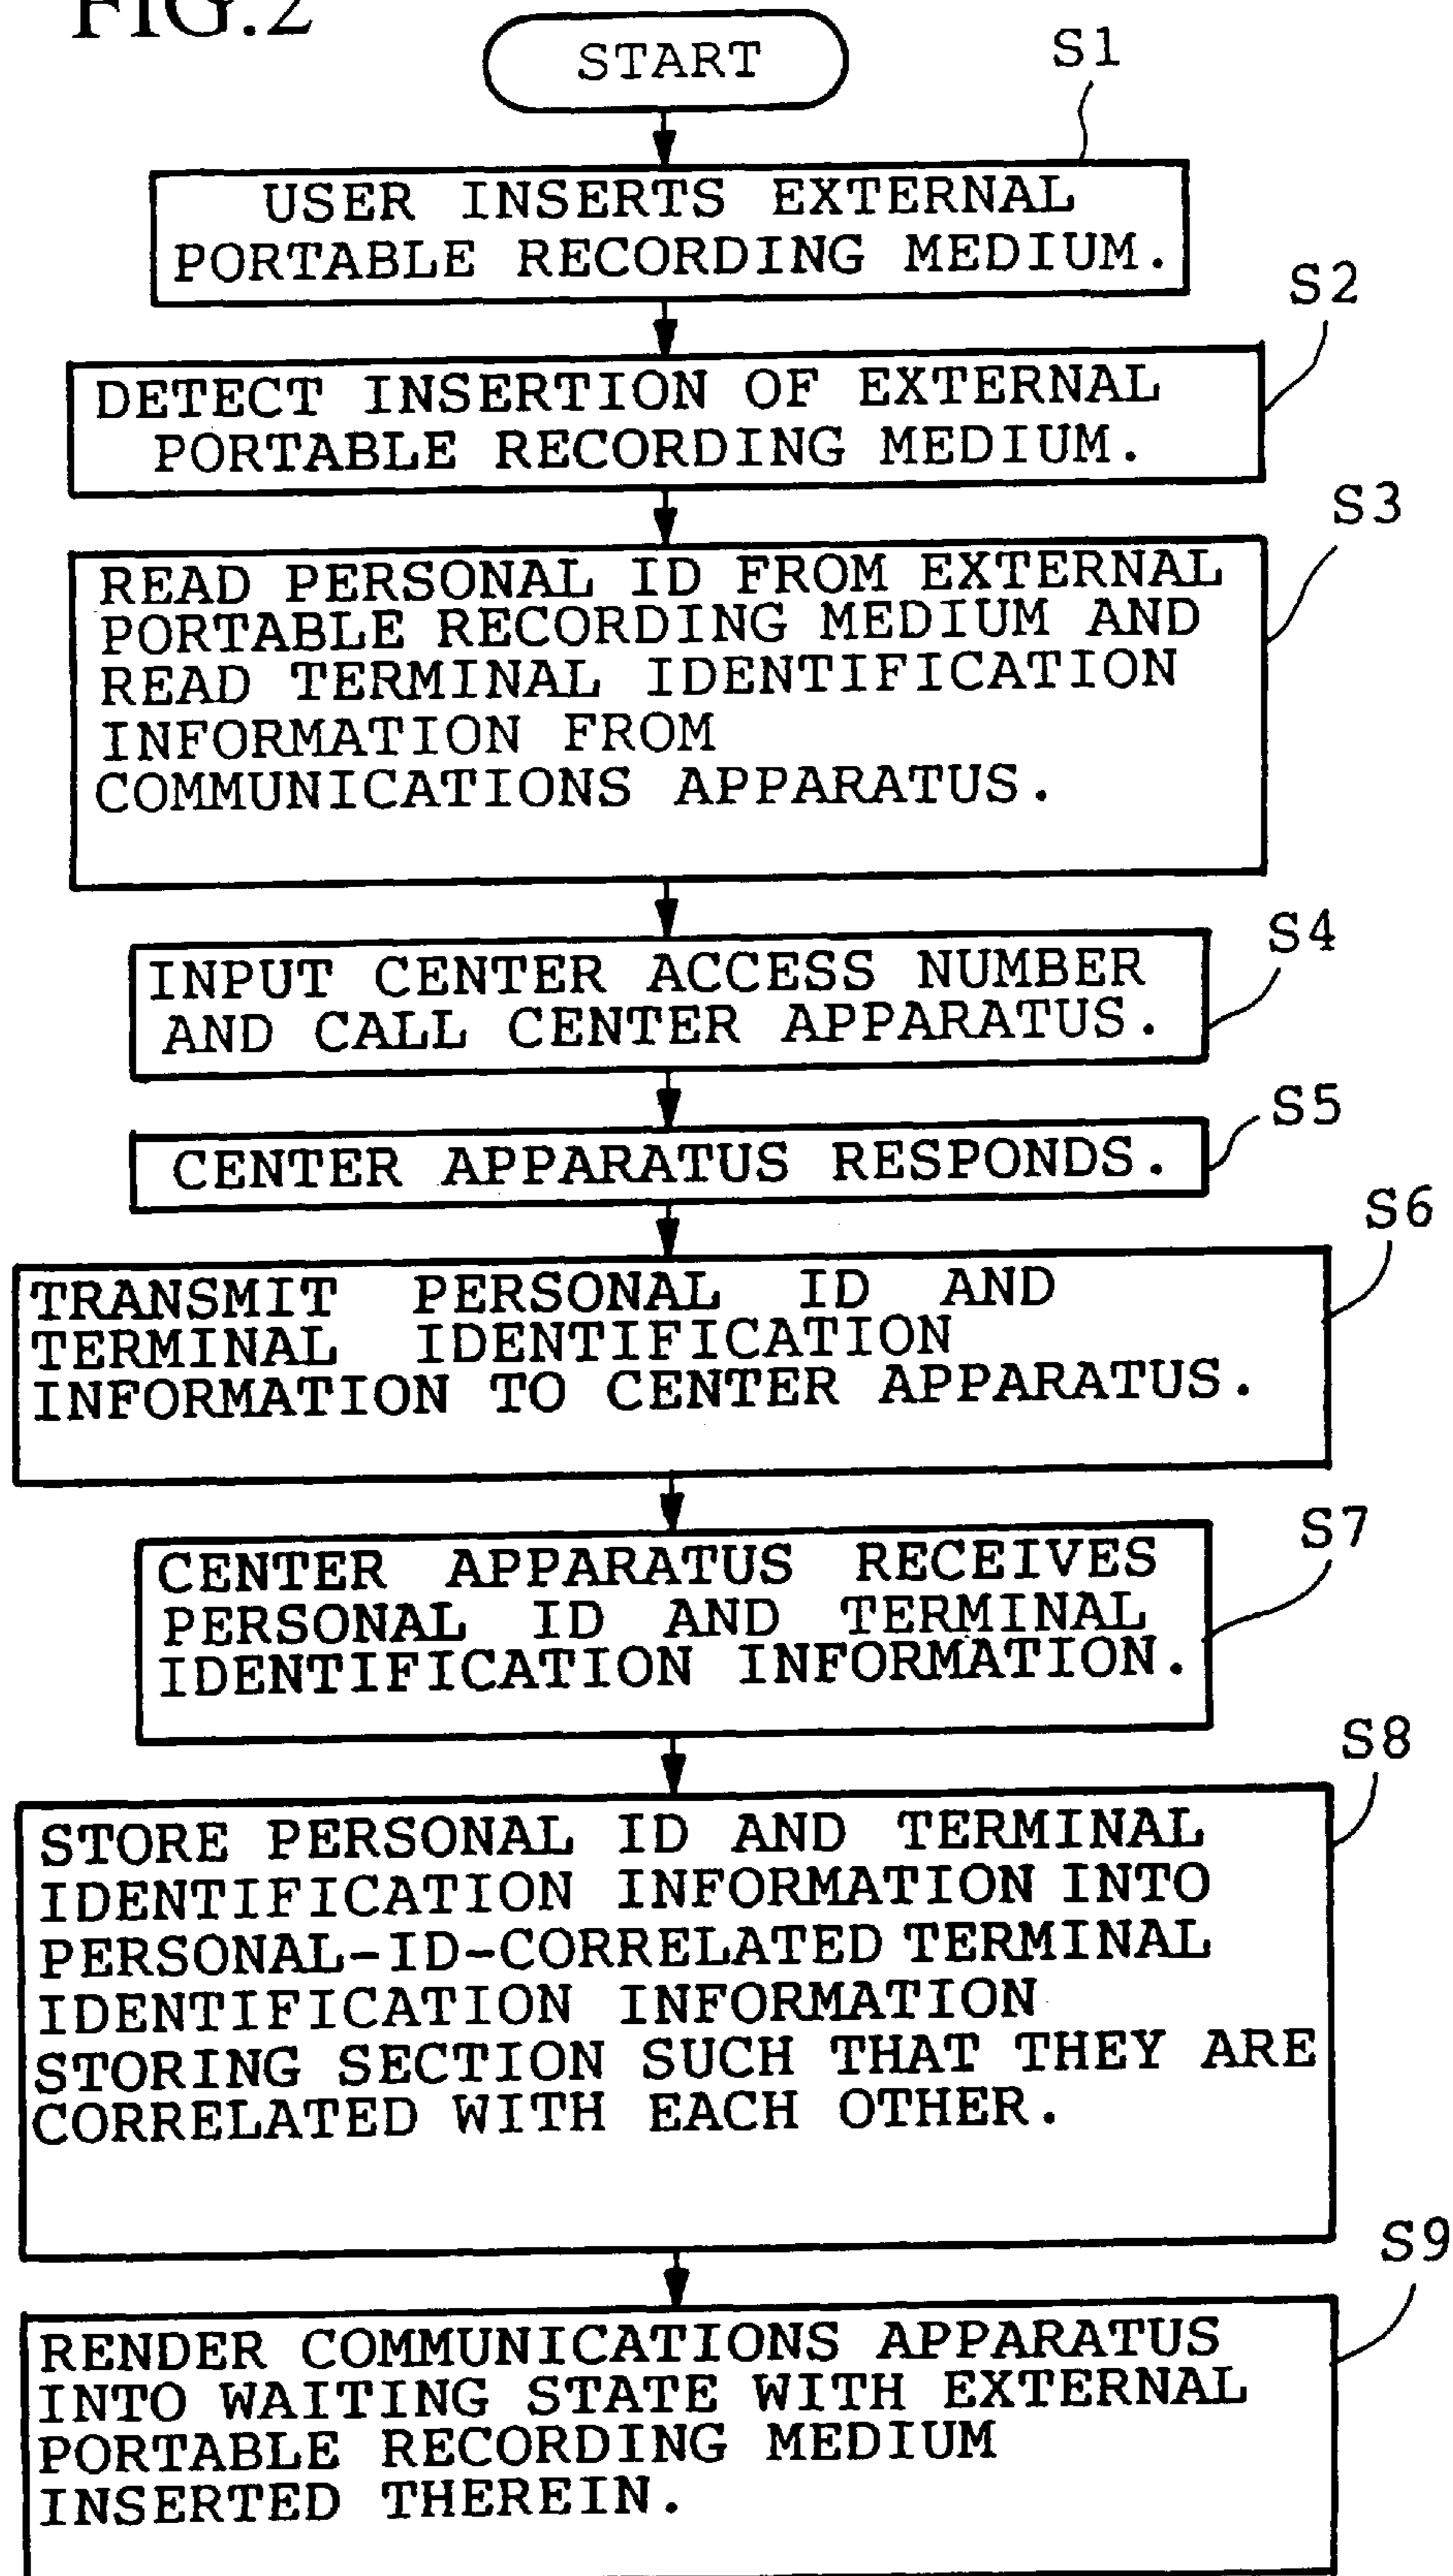 FIG.2
START
S1
USER INSERTS EXTERNAL
PORTABLE RECORDING MEDIUM.
S2
DETECT INSERTION OF EXTERNAL
PORTABLE RECORDING MEDIUM.
S3
READ PERSONAL ID FROM EXTERNAL
PORTABLE RECORDING MEDIUM AND
READ TERMINAL IDENTIFICATION
INFORMATION FROM
COMMUNICATIONS APPARATUS.
S4
INPUT CENTER ACCESS NUMBER
AND CALL CENTER APPARATUS.
S5
CENTER APPARATUS RESPONDS.
S6
TRANSMIT PERSONAL ID AND
TERMINAL IDENTIFICATION
INFORMATION TO CENTER APPARATUS.
S7
CENTER APPARATUS RECEIVES
PERSONAL ID AND TERMINAL
IDENTIFICATION INFORMATION.
S8
STORE PERSONAL ID AND TERMINAL
IDENTIFICATION INFORMATION INTO
PERSONAL-ID-CORRELATED TERMINAL
IDENTIFICATION INFORMATION
STORING SECTION SUCH THAT THEY ARE
CORRELATED WITH EACH OTHER.
S9
RENDER COMMUNICATIONS APPARATUS
INTO WAITING STATE WITH EXTERNAL
PORTABLE RECORDING MEDIUM
INSERTED THEREIN.